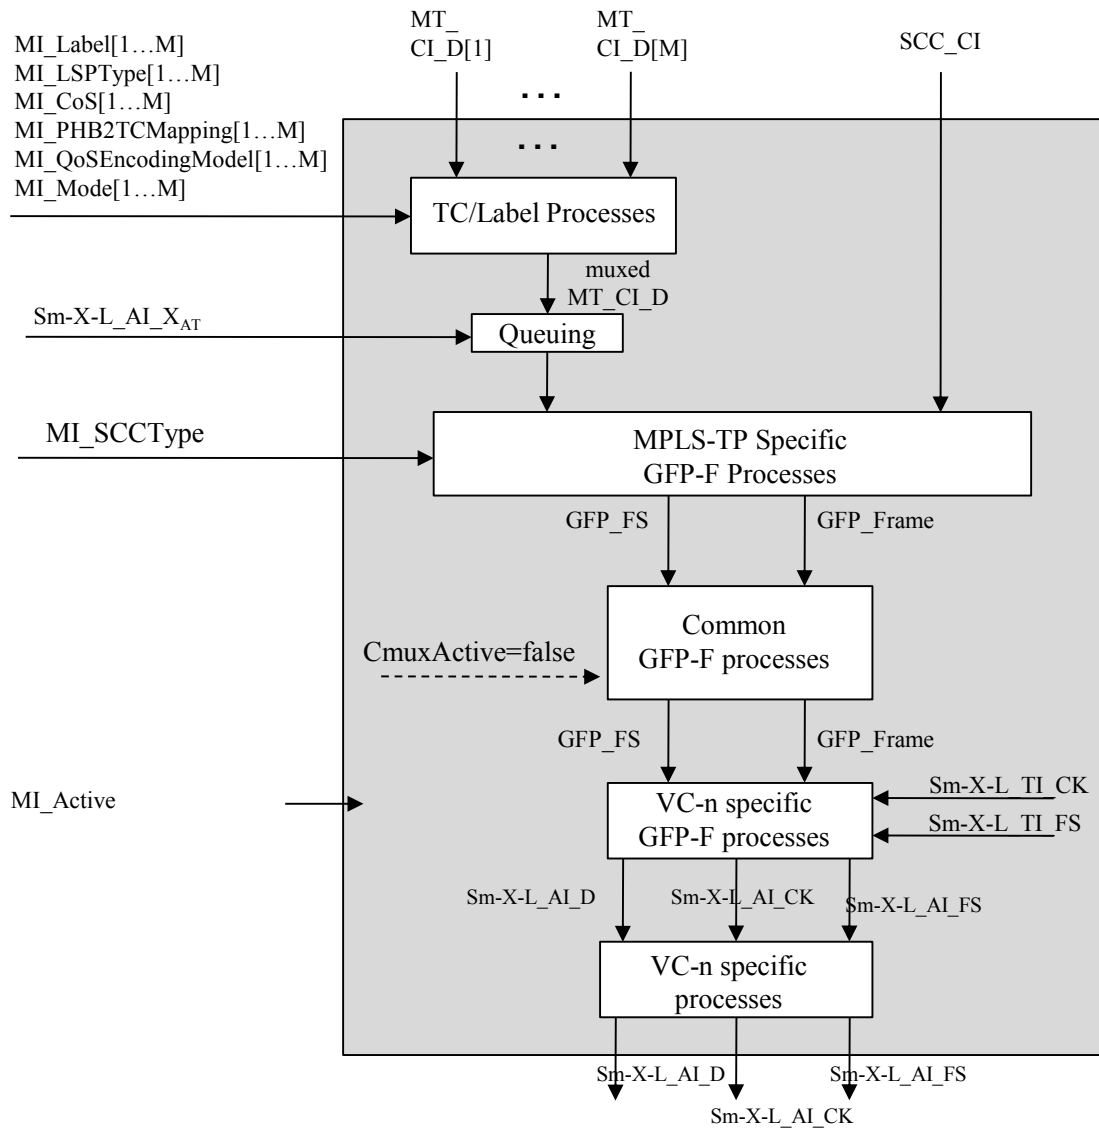 MT_
CI_D[1]
MT_
CI_D[M]
SCC_CI
MI_Label[1…M]
MI_LSPType[1…M]
MI_CoS[1…M]
MI_PHB2TCMapping[1…M]
MI_QoSEncodingModel[1…M]
MI_Mode[1…M]
...
...
TC/Label Processes
muxed
MT_CI_D
Sm-X-L_AI_XAT
Queuing
MI_SCCType
MPLS-TP Specific
GFP-F Processes
GFP_FS
GFP_Frame
Common
GFP-F processes
CmuxActive=false
GFP_FS
GFP_Frame
MI_Active
VC-n specific
GFP-F processes
Sm-X-L_TI_CK
Sm-X-L_TI_FS
Sm-X-L_AI_D
Sm-X-L_AI_CK
Sm-X-L_AI_FS
VC-n specific
processes
Sm-X-L_AI_D
Sm-X-L_AI_FS
Sm-X-L_AI_CK